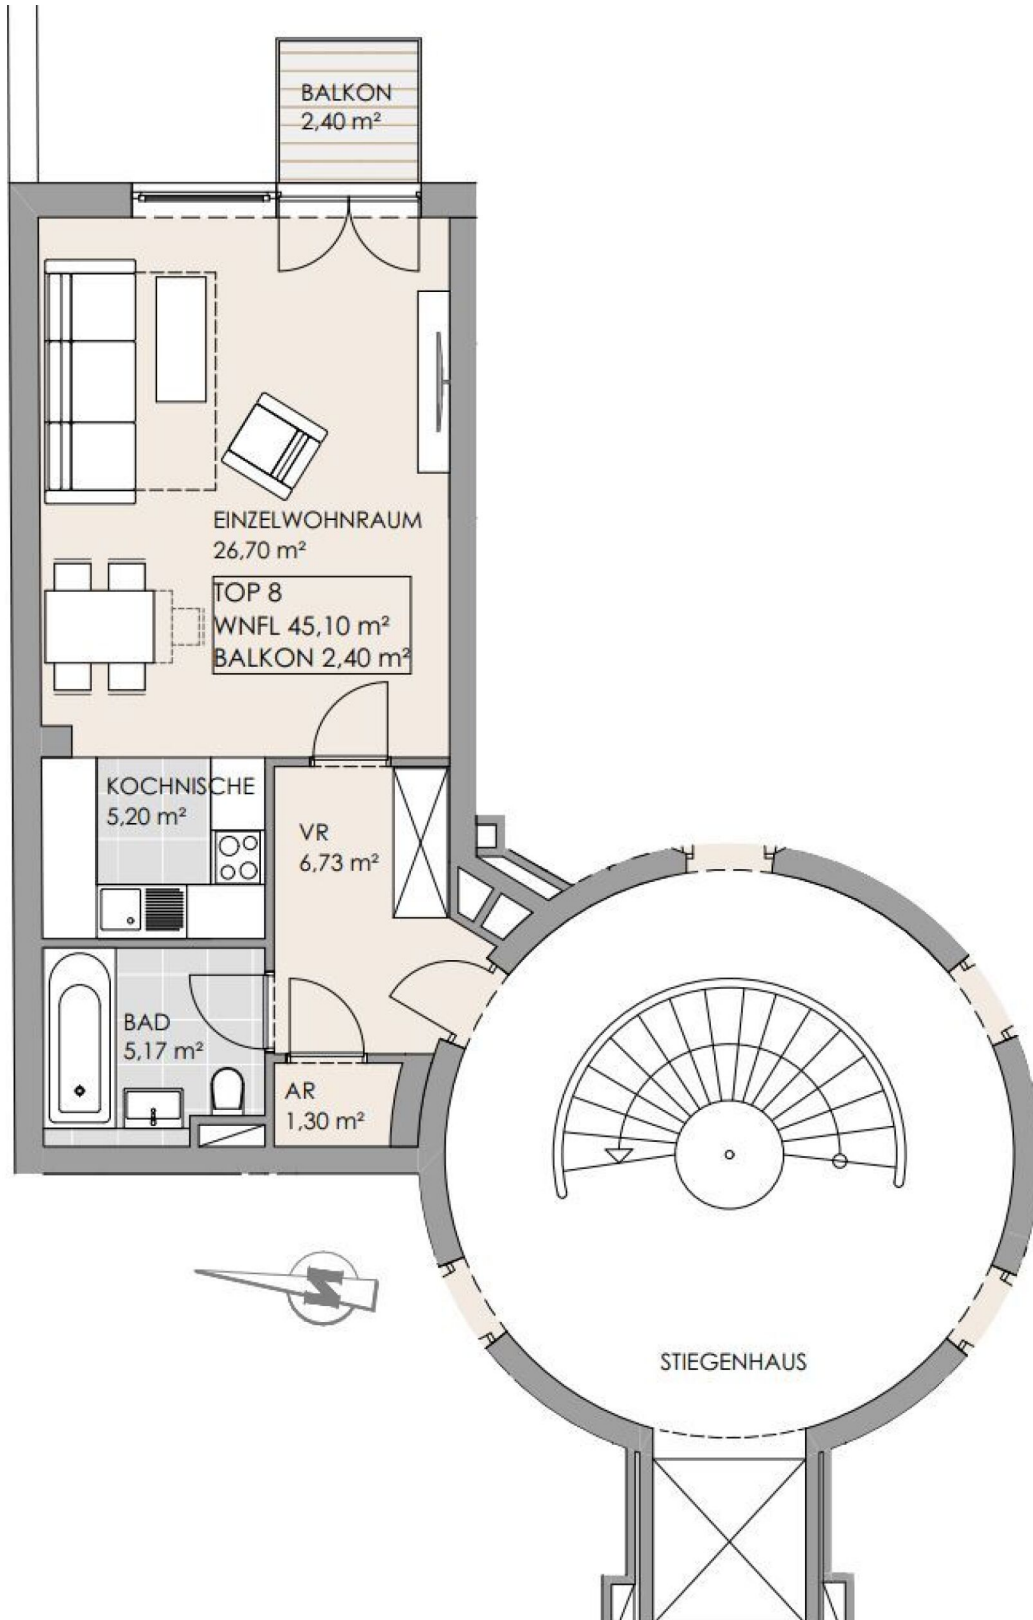 BALKON
2,40 m²
EINZELWOHNRAUM
26,70 m²
TOP 8
WNFL 45,10 m²
BALKON 2,40 m²
KOCHNISCHE
5,20 m²
VR
6,73 m²
BAD
5,17 m²
AR
1,30 m²
N
STIEGENHAUS